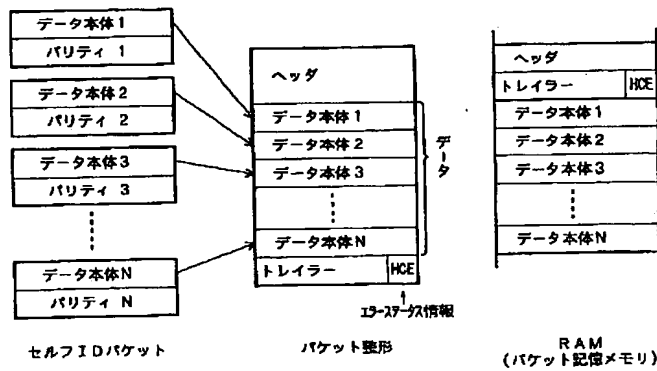 データ本体1
パリティ 1
データ本体2
パリティ 2
データ本体3
パリティ 3
データ本体N
パリティ N
セルフIDパケット
ヘッダ
データ本体1
データ本体2
データ本体3
データ本体N
トレイラー HCE
データ
エラーステータス情報
パケット整形
ヘッダ
トレイラー HCE
データ本体1
データ本体2
データ本体3
データ本体N
RAM
(パケット記憶メモリ)